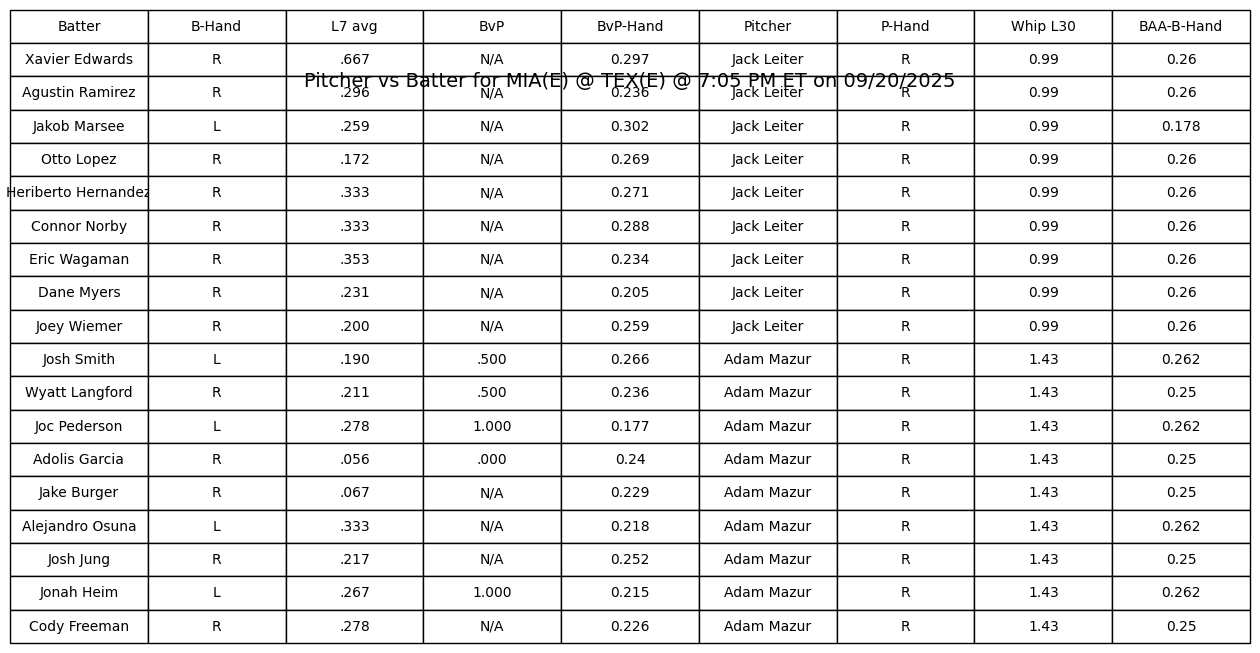 Batter B-Hand L7 avg BvP BvP-Hand Pitcher P-Hand Whip L30 BAA-B-Hand
Xavier Edwards R .667 N/A 0.297 Jack Leiter R 0.99 0.26
Pitcher vs Batter for MIA(E) @ TEX(E) @ 7:05 PM ET on 09/20/2025
Agustin Ramirez R .296 N/A 0.236 Jack Leiter R 0.99 0.26
Jakob Marsee L .259 N/A 0.302 Jack Leiter R 0.99 0.178
Otto Lopez R .172 N/A 0.269 Jack Leiter R 0.99 0.26
Heriberto Hernandez R .333 N/A 0.271 Jack Leiter R 0.99 0.26
Connor Norby R .333 N/A 0.288 Jack Leiter R 0.99 0.26
Eric Wagaman R .353 N/A 0.234 Jack Leiter R 0.99 0.26
Dane Myers R .231 N/A 0.205 Jack Leiter R 0.99 0.26
Joey Wiemer R .200 N/A 0.259 Jack Leiter R 0.99 0.26
Josh Smith L .190 .500 0.266 Adam Mazur R 1.43 0.262
Wyatt Langford R .211 .500 0.236 Adam Mazur R 1.43 0.25
Joc Pederson L .278 1.000 0.177 Adam Mazur R 1.43 0.262
Adolis Garcia R .056 .000 0.24 Adam Mazur R 1.43 0.25
Jake Burger R .067 N/A 0.229 Adam Mazur R 1.43 0.25
Alejandro Osuna L .333 N/A 0.218 Adam Mazur R 1.43 0.262
Josh Jung R .217 N/A 0.252 Adam Mazur R 1.43 0.25
Jonah Heim L .267 1.000 0.215 Adam Mazur R 1.43 0.262
Cody Freeman R .278 N/A 0.226 Adam Mazur R 1.43 0.25